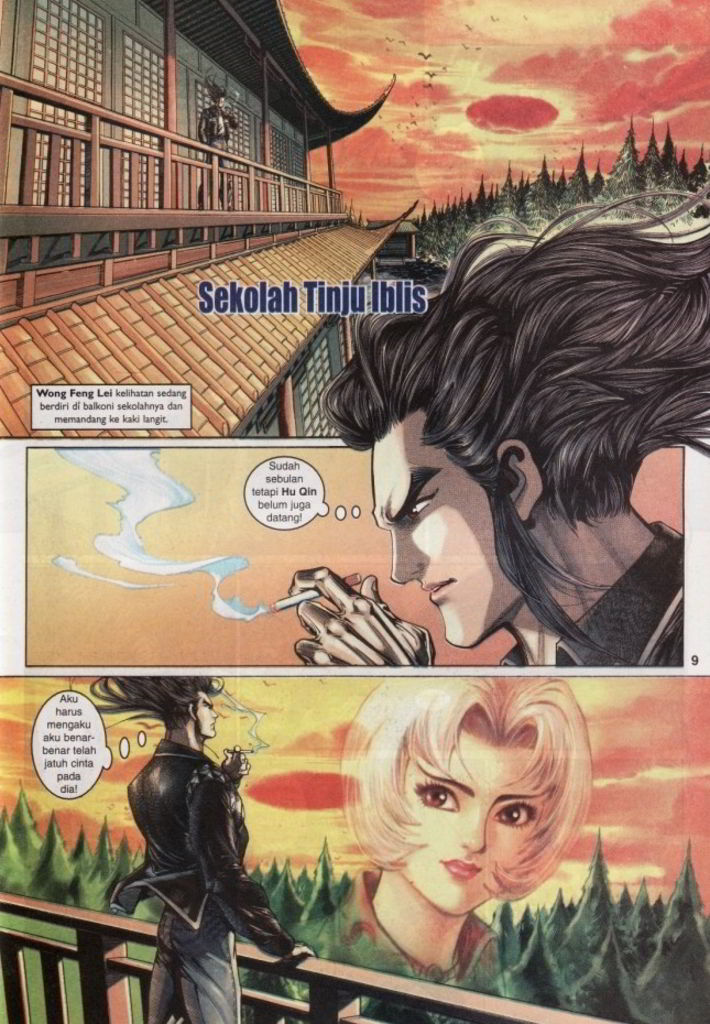 Sekolah Tinju Iblis
Wong Feng Lei kelihatan sedang
berdiri di balkoni sekolahnya dan
memandang ke kaki langit.
Sudah
sebulan
tetapi Hu Qin
belum juga
datang!
9
Aku
harus
mengaku
aku benar-
benar telah
jatuh cinta
pada
dia!